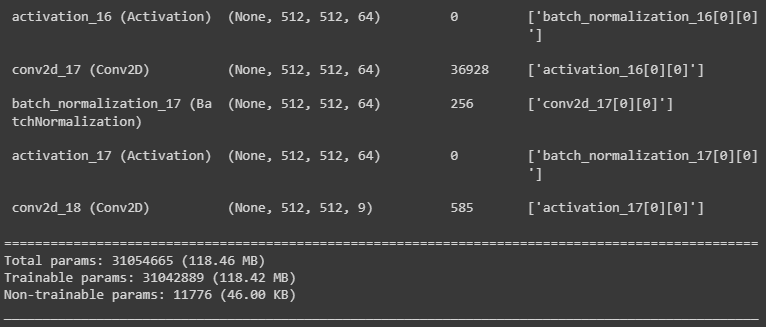 activation_16 (Activation)  (None, 512, 512, 64)         0         ['batch_normalization_16[0][0]
']
conv2d_17 (Conv2D)          (None, 512, 512, 64)         36928     ['activation_16[0][0]']
batch_normalization_17 (Ba  (None, 512, 512, 64)         256       ['conv2d_17[0][0]']
tchNormalization)
activation_17 (Activation)  (None, 512, 512, 64)         0         ['batch_normalization_17[0][0]
']
conv2d_18 (Conv2D)          (None, 512, 512, 9)          585       ['activation_17[0][0]']
==================================================================================================
Total params: 31054665 (118.46 MB)
Trainable params: 31042889 (118.42 MB)
Non-trainable params: 11776 (46.00 KB)
__________________________________________________________________________________________________